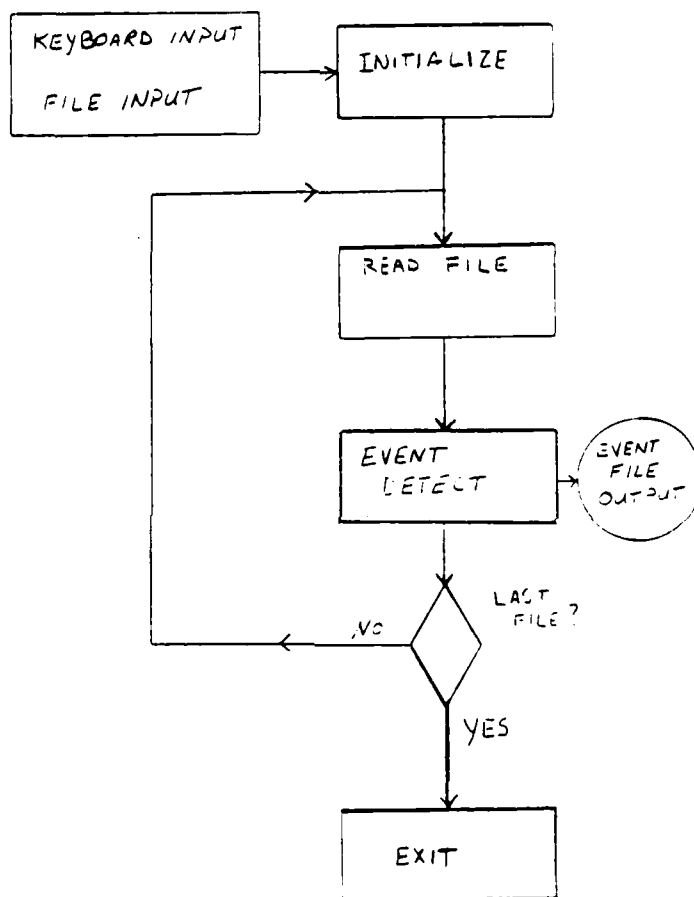 KEYBOARD INPUT
FILE INPUT
INITIALIZE
READ FILE
EVENT
DETECT
EVENT
FILE
OUTPUT
LAST
FILE?
NO
YES
EXIT